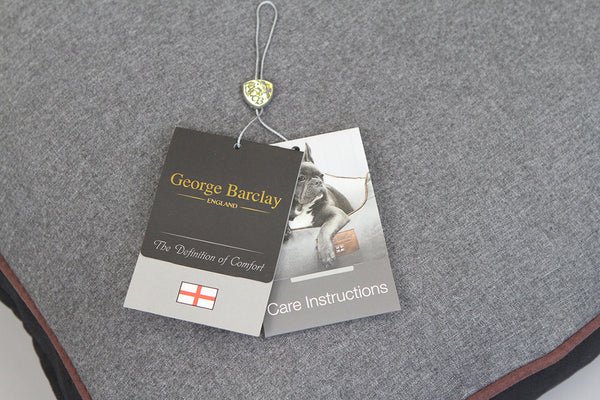 George Barclay
ENGLAND
The Definition of Comfort
Care Instructions